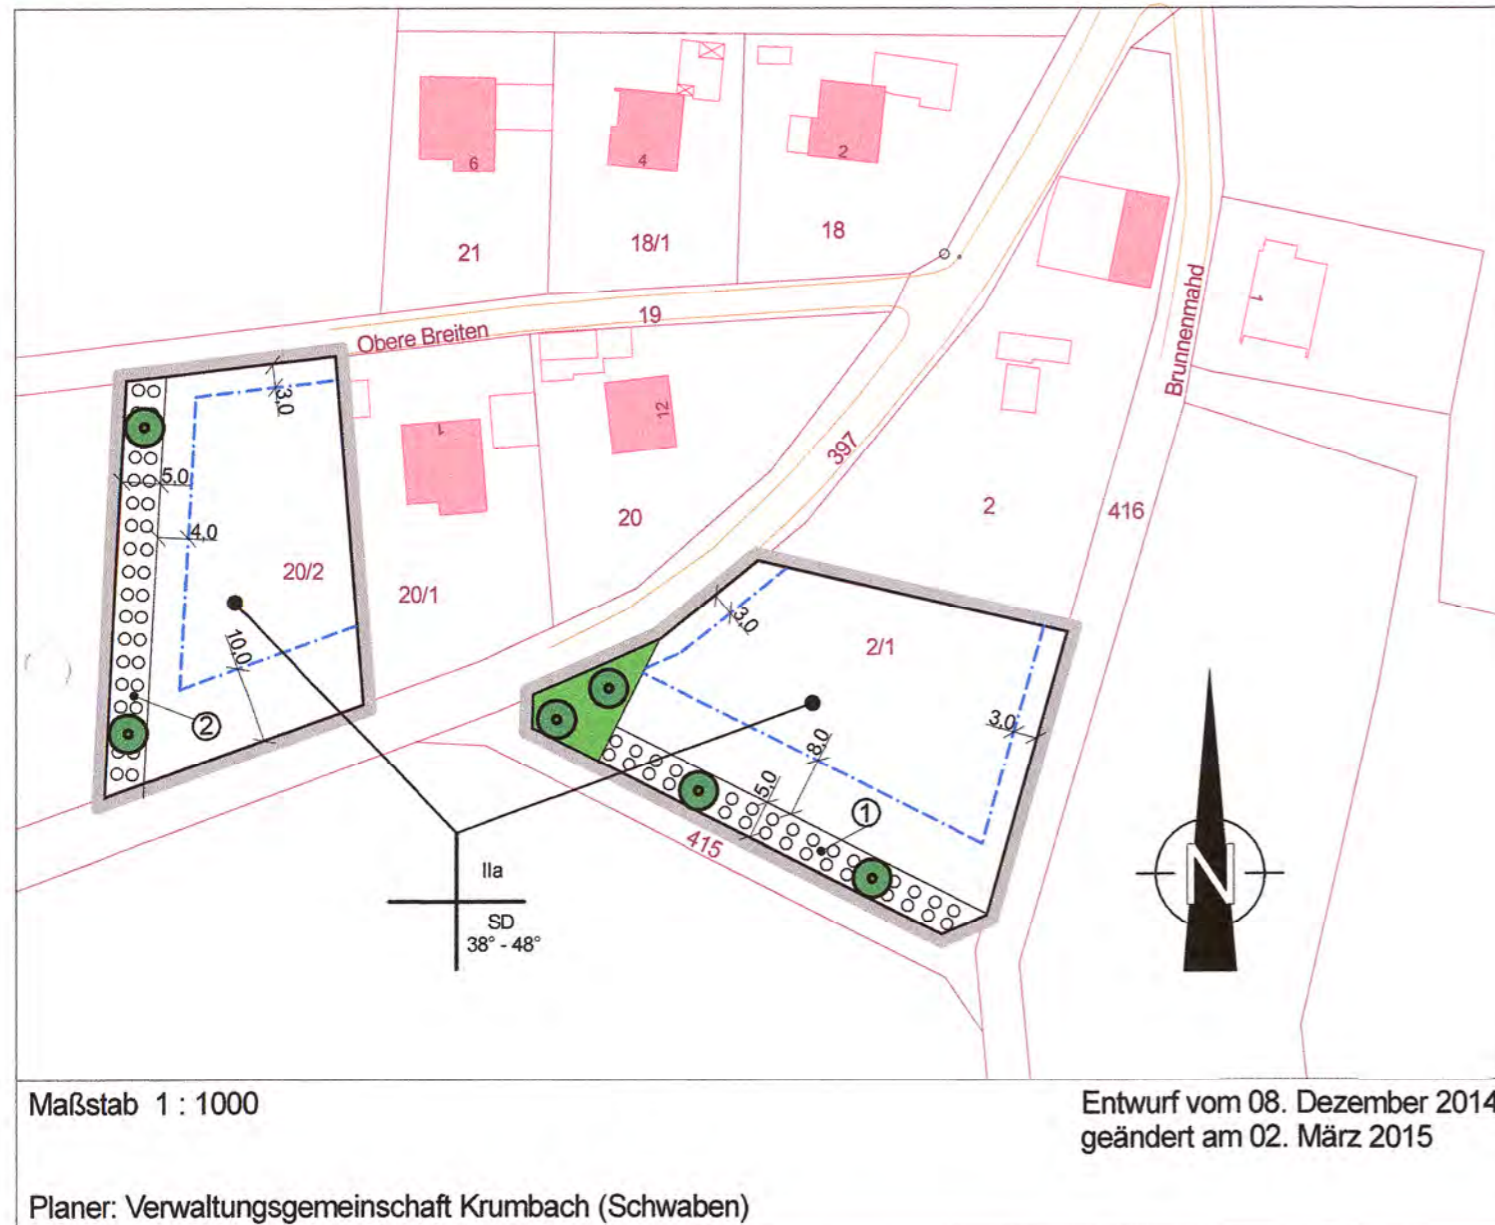 6
4
2
21
18/1
18
Obere Breiten
19
Brunnenmahd
1
3,0
1
12
397
5,0
4,0
20/2
20/1
20
2
416
10,0
3,0
2/1
2
3,0
8,0
5,0
1
415
IIa
SD
38° - 48°
N
Maßstab 1 : 1000
Entwurf vom 08. Dezember 2014
geändert am 02. März 2015
Planer: Verwaltungsgemeinschaft Krumbach (Schwaben)